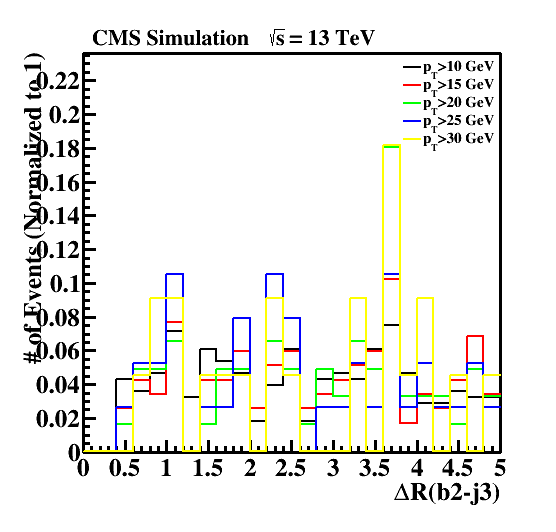 CMS Simulation √s = 13 TeV
# of Events (Normalized to 1)
p_T>10 GeV
p_T>15 GeV
p_T>20 GeV
p_T>25 GeV
p_T>30 GeV
0.22
0.2
0.18
0.16
0.14
0.12
0.1
0.08
0.06
0.04
0.02
0
0 0.5 1 1.5 2 2.5 3 3.5 4 4.5 5
ΔR(b2-j3)